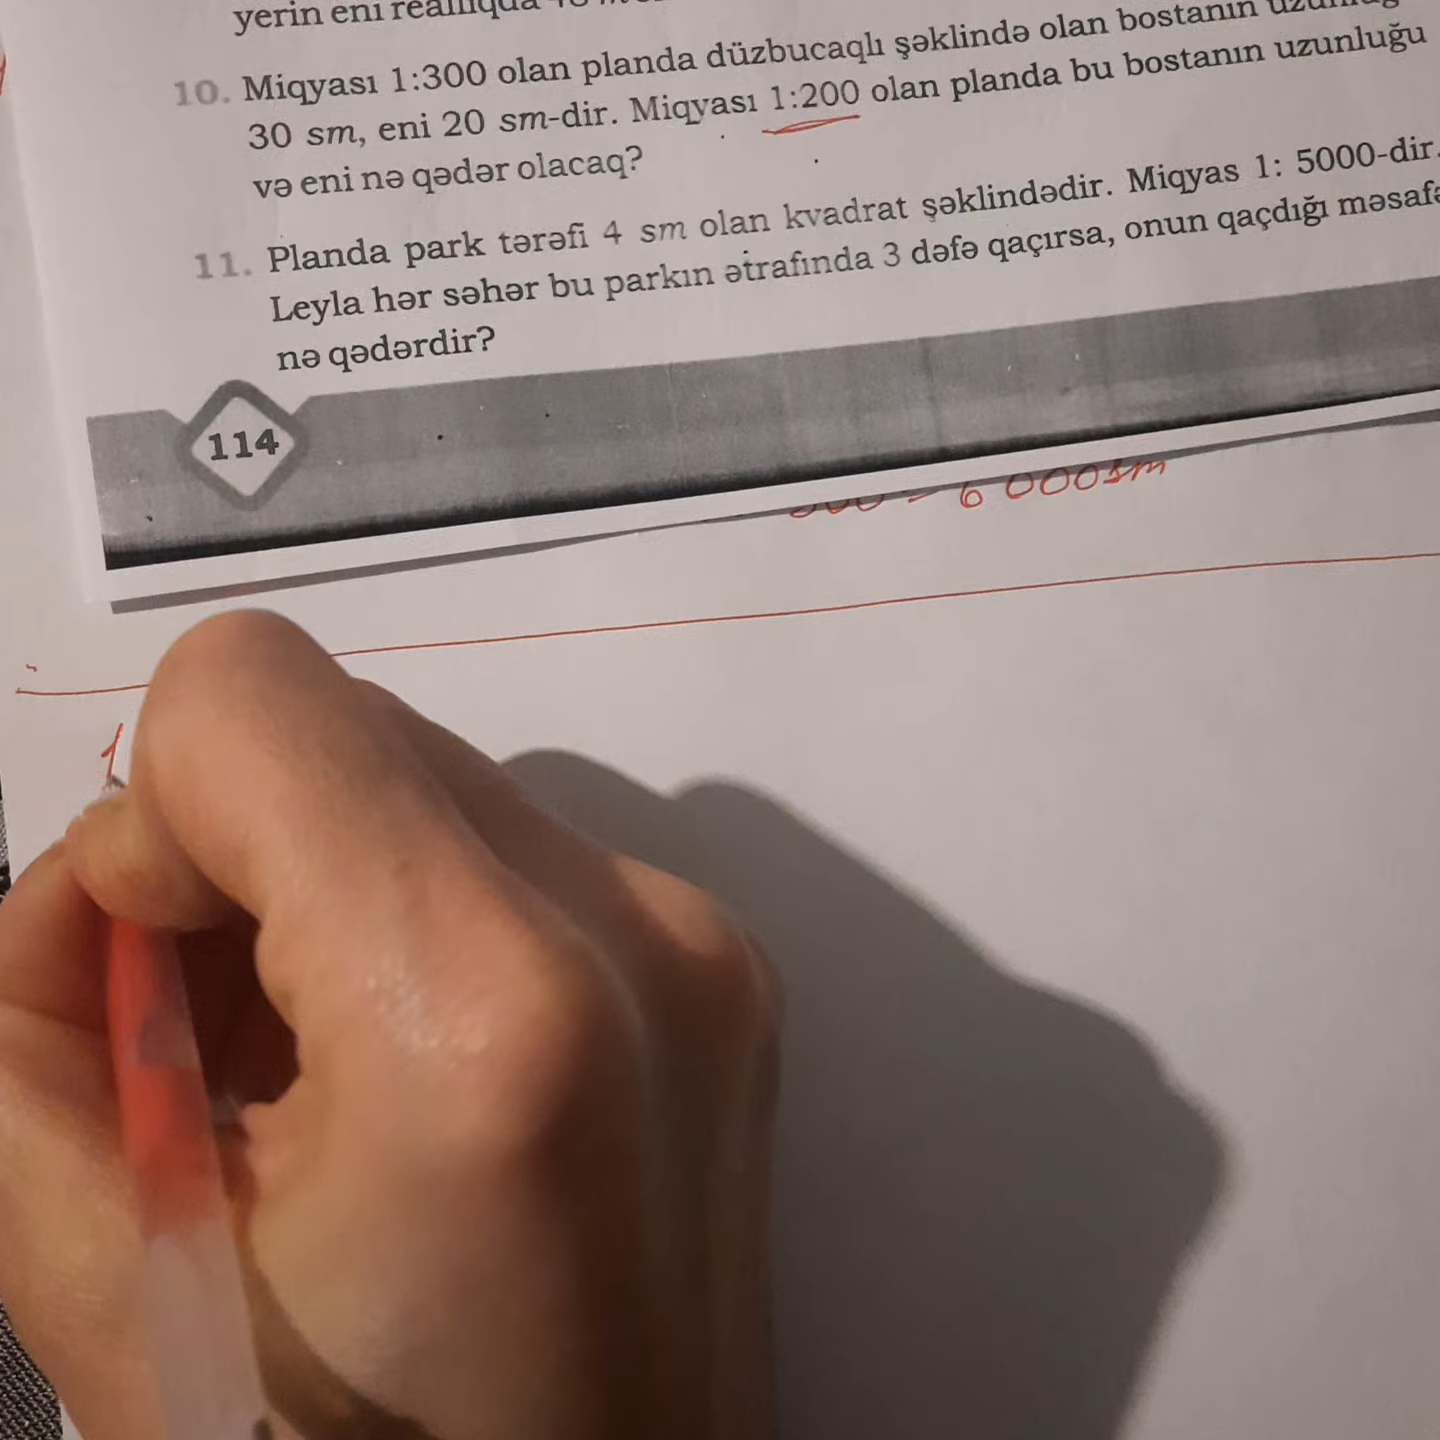 yerin eni reallıqda
10. Miqyası 1:300 olan planda düzbucaqlı şəklində olan bostanın
30 sm, eni 20 sm-dir. Miqyası 1:200 olan planda bu bostanın uzunluğu
və eni nə qədər olacaq?
11. Planda park tərəfi 4 sm olan kvadrat şəklindədir. Miqyas 1: 5000-dir.
Leyla hər səhər bu parkın ətrafında 3 dəfə qaçırsa, onun qaçdığı
nə qədərdir?
114
6 000sm
1